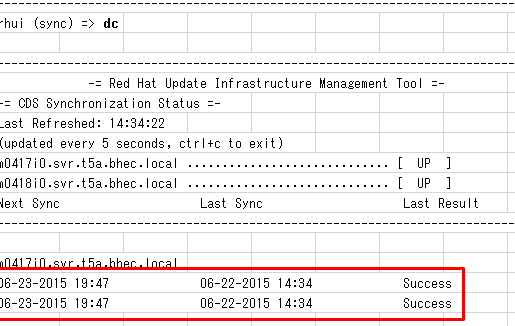 rhui (sync) => dc
-= Red Hat Update Infrastructure Management Tool =-
-= CDS Synchronization Status =-
Last Refreshed: 14:34:22
(updated every 5 seconds, ctrl+c to exit)
m0417i0.svr.t5a.bhec.local ............................ [  UP  ]
m0418i0.svr.t5a.bhec.local ............................ [  UP  ]
Next Sync Last Sync Last Result
m0417i0.svr.t5a.bhec.local
06-23-2015 19:47 06-22-2015 14:34 Success
06-23-2015 19:47 06-22-2015 14:34 Success